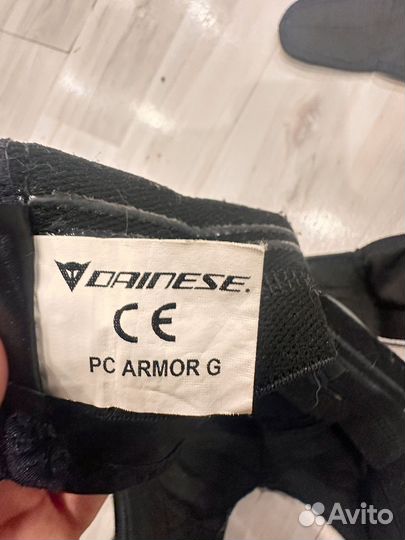 DAINESE.
CE
PC ARMOR G
Avito